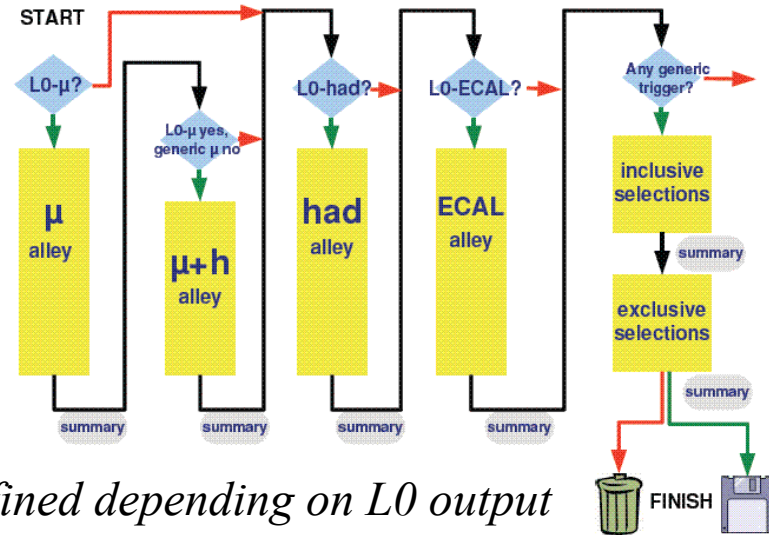 START
L0-μ?
L0-μ yes,
generic μ no
L0-had?
L0-ECAL?
Any generic
trigger?
μ
alley
μ+h
alley
had
alley
ECAL
alley
inclusive
selections
summary
exclusive
selections
summary
summary
summary
summary
summary
FINISH
fined depending on L0 output